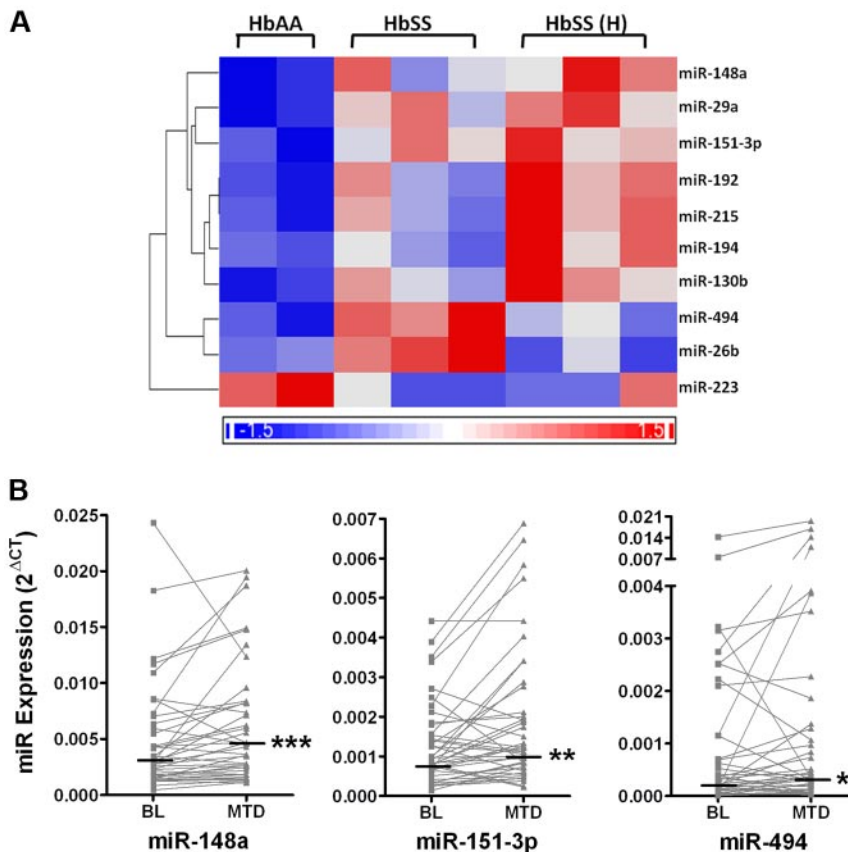 A
HbAA HbSS HbSS (H)
miR-148a
miR-29a
miR-151-3p
miR-192
miR-215
miR-194
miR-130b
miR-494
miR-26b
miR-223
-1.5 1.5
B
miR Expression (2^ΔCT)
0.025
0.020
0.015
0.010
0.005
0.000
BL MTD
***
miR-148a
0.007
0.006
0.005
0.004
0.003
0.002
0.001
0.000
BL MTD
**
miR-151-3p
0.021
0.014
0.007
0.004
0.003
0.002
0.001
0.000
BL MTD
*
miR-494